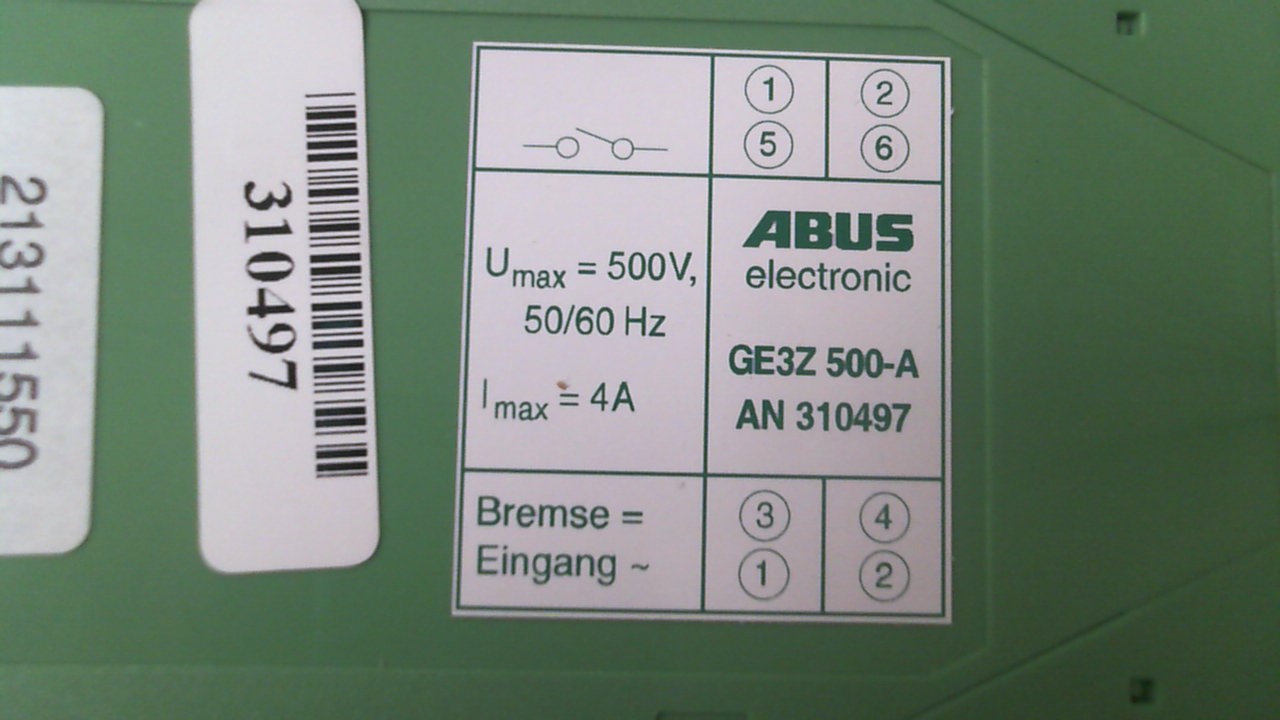 213111550
310497
1 2
5 6
Umax = 500V,
50/60 Hz
Imax = 4A
ABUS
electronic
GE3Z 500-A
AN 310497
Bremse = 3 4
Eingang ~ 1 2